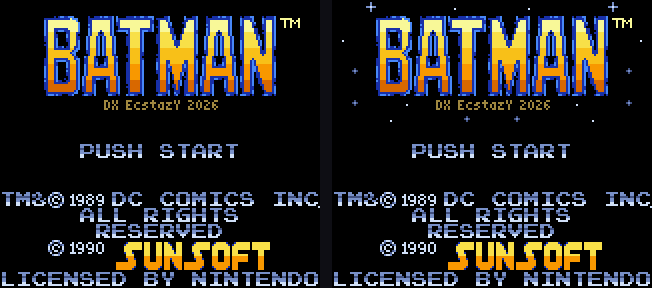 BATMAN™
DX EcstazY 2026
PUSH START
TM&© 1989 DC COMICS INC.
ALL RIGHTS
RESERVED
© 1990 SUNSOFT
LICENSED BY NINTENDO
BATMAN™
DX EcstazY 2026
PUSH START
TM&© 1989 DC COMICS INC.
ALL RIGHTS
RESERVED
© 1990 SUNSOFT
LICENSED BY NINTENDO